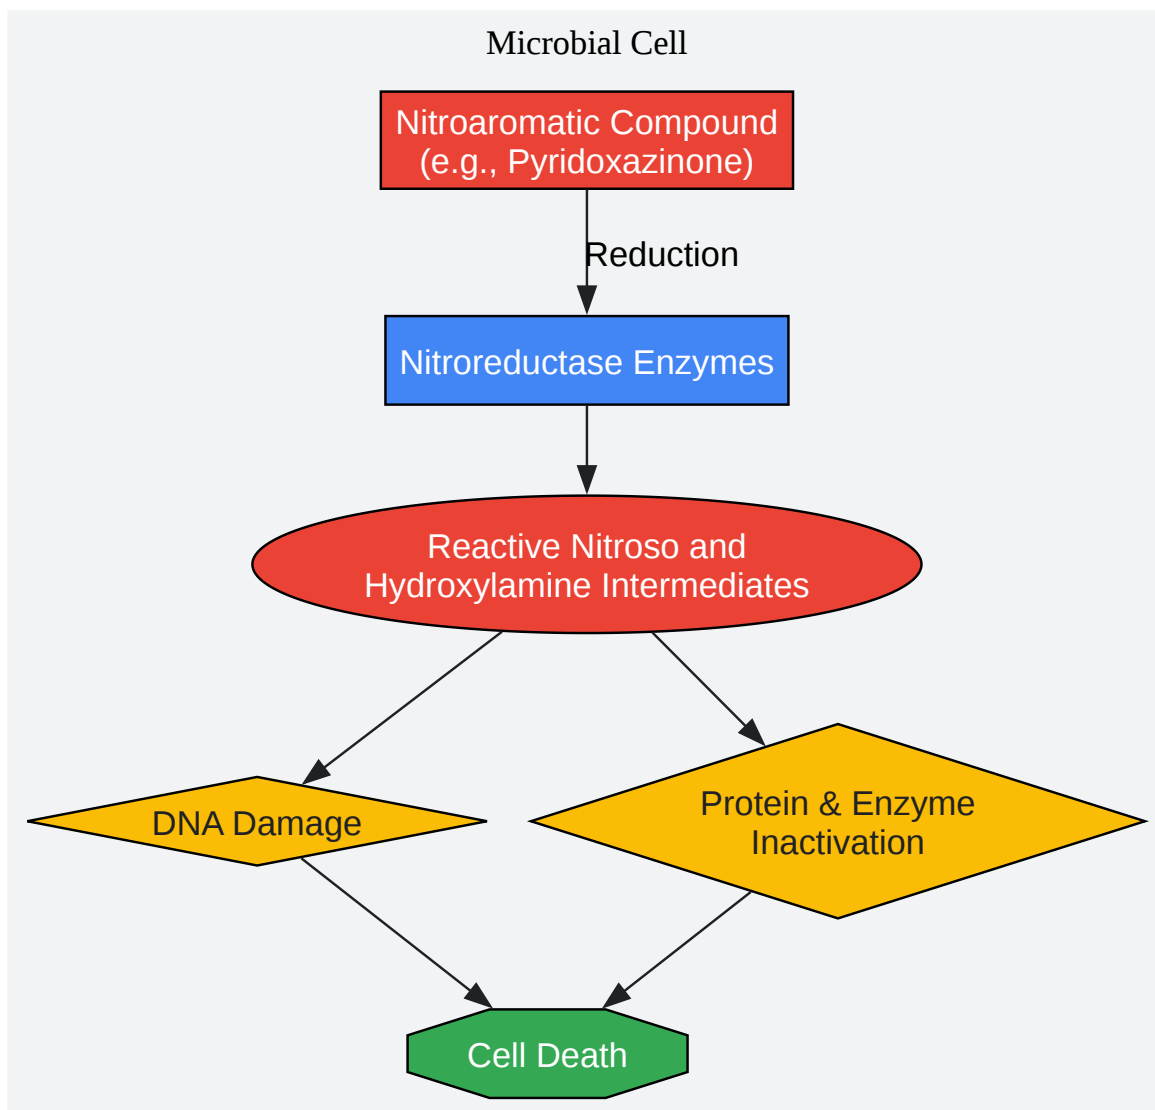 Microbial Cell
Nitroaromatic Compound
(e.g., Pyridoxazinone)
Reduction
Nitroreductase Enzymes
Reactive Nitroso and
Hydroxylamine Intermediates
DNA Damage
Protein & Enzyme
Inactivation
Cell Death